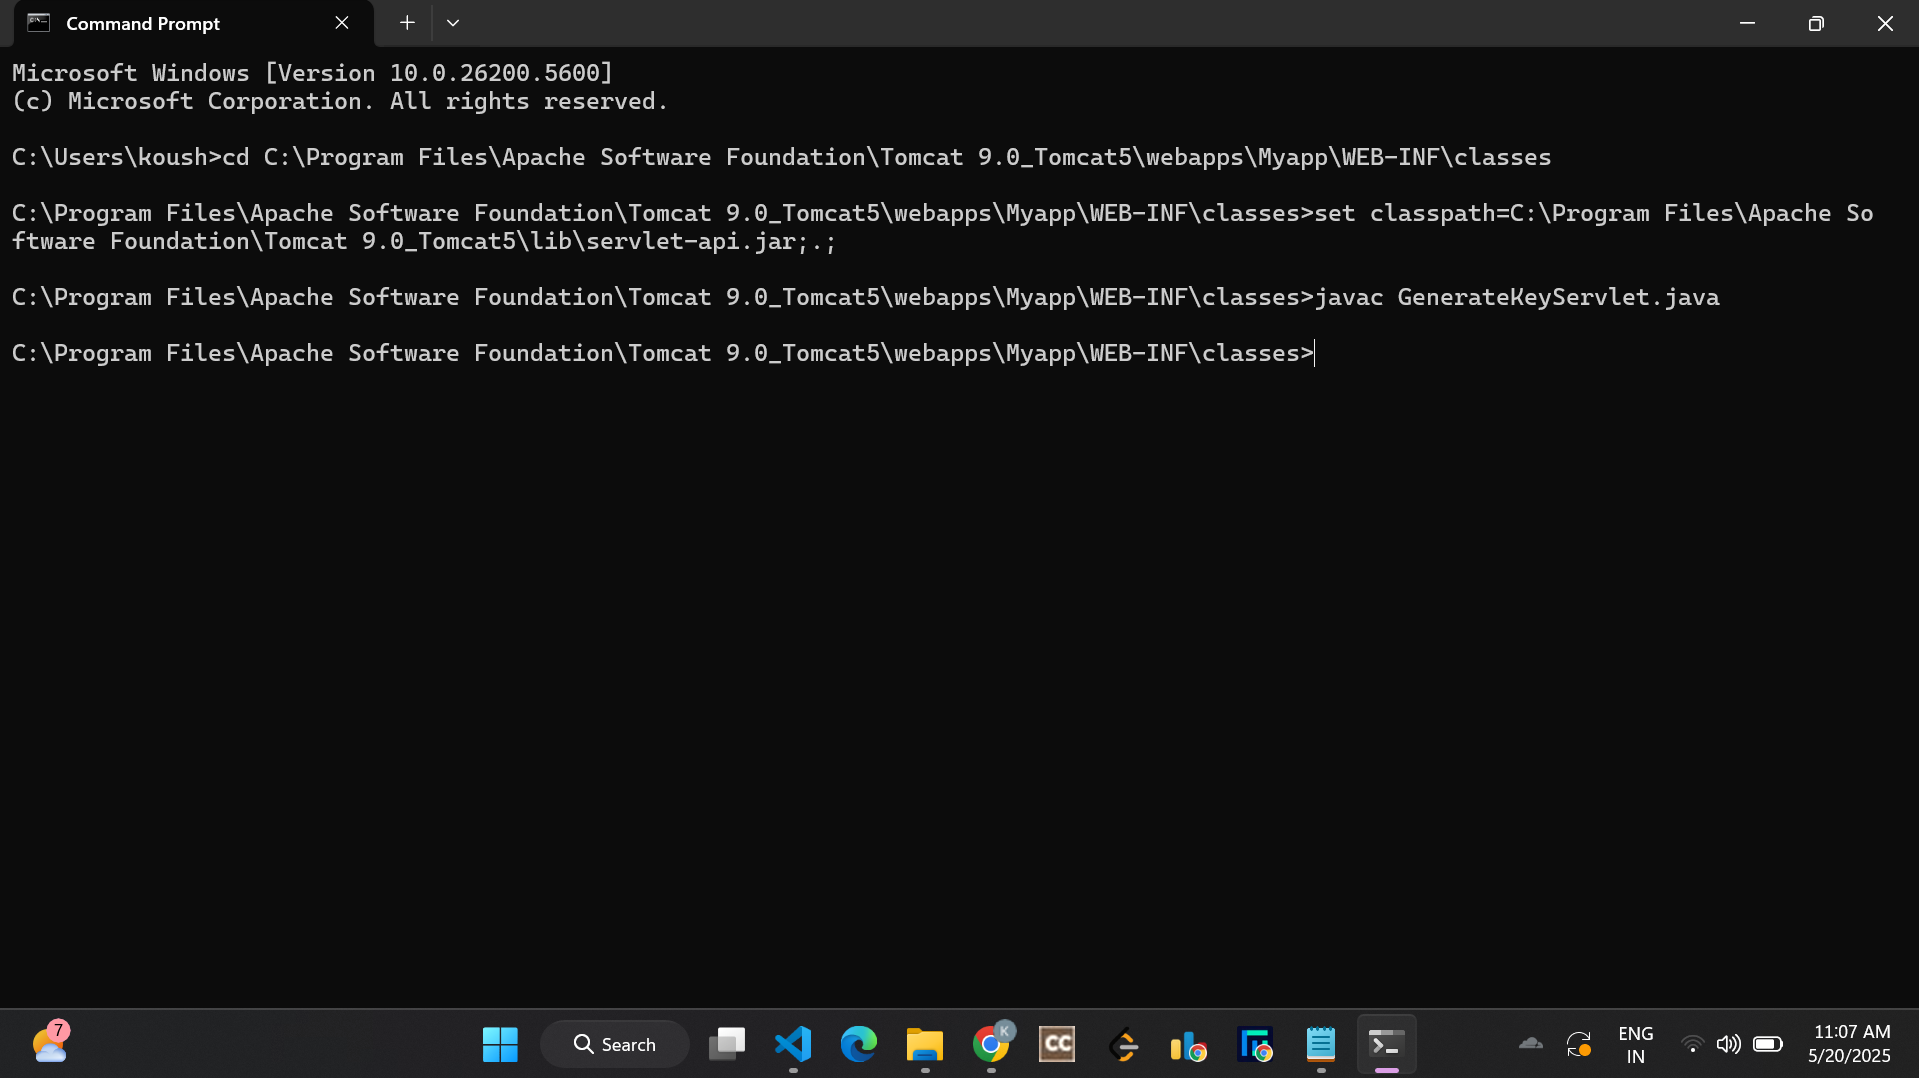 Command Prompt
Microsoft Windows [Version 10.0.26200.5600]
(c) Microsoft Corporation. All rights reserved.
C:\Users\koush>cd C:\Program Files\Apache Software Foundation\Tomcat 9.0_Tomcat5\webapps\Myapp\WEB-INF\classes
C:\Program Files\Apache Software Foundation\Tomcat 9.0_Tomcat5\webapps\Myapp\WEB-INF\classes>set classpath=C:\Program Files\Apache So
ftware Foundation\Tomcat 9.0_Tomcat5\lib\servlet-api.jar;.;
C:\Program Files\Apache Software Foundation\Tomcat 9.0_Tomcat5\webapps\Myapp\WEB-INF\classes>javac GenerateKeyServlet.java
C:\Program Files\Apache Software Foundation\Tomcat 9.0_Tomcat5\webapps\Myapp\WEB-INF\classes>
7
Search
K
CC
ENG
IN
11:07 AM
5/20/2025